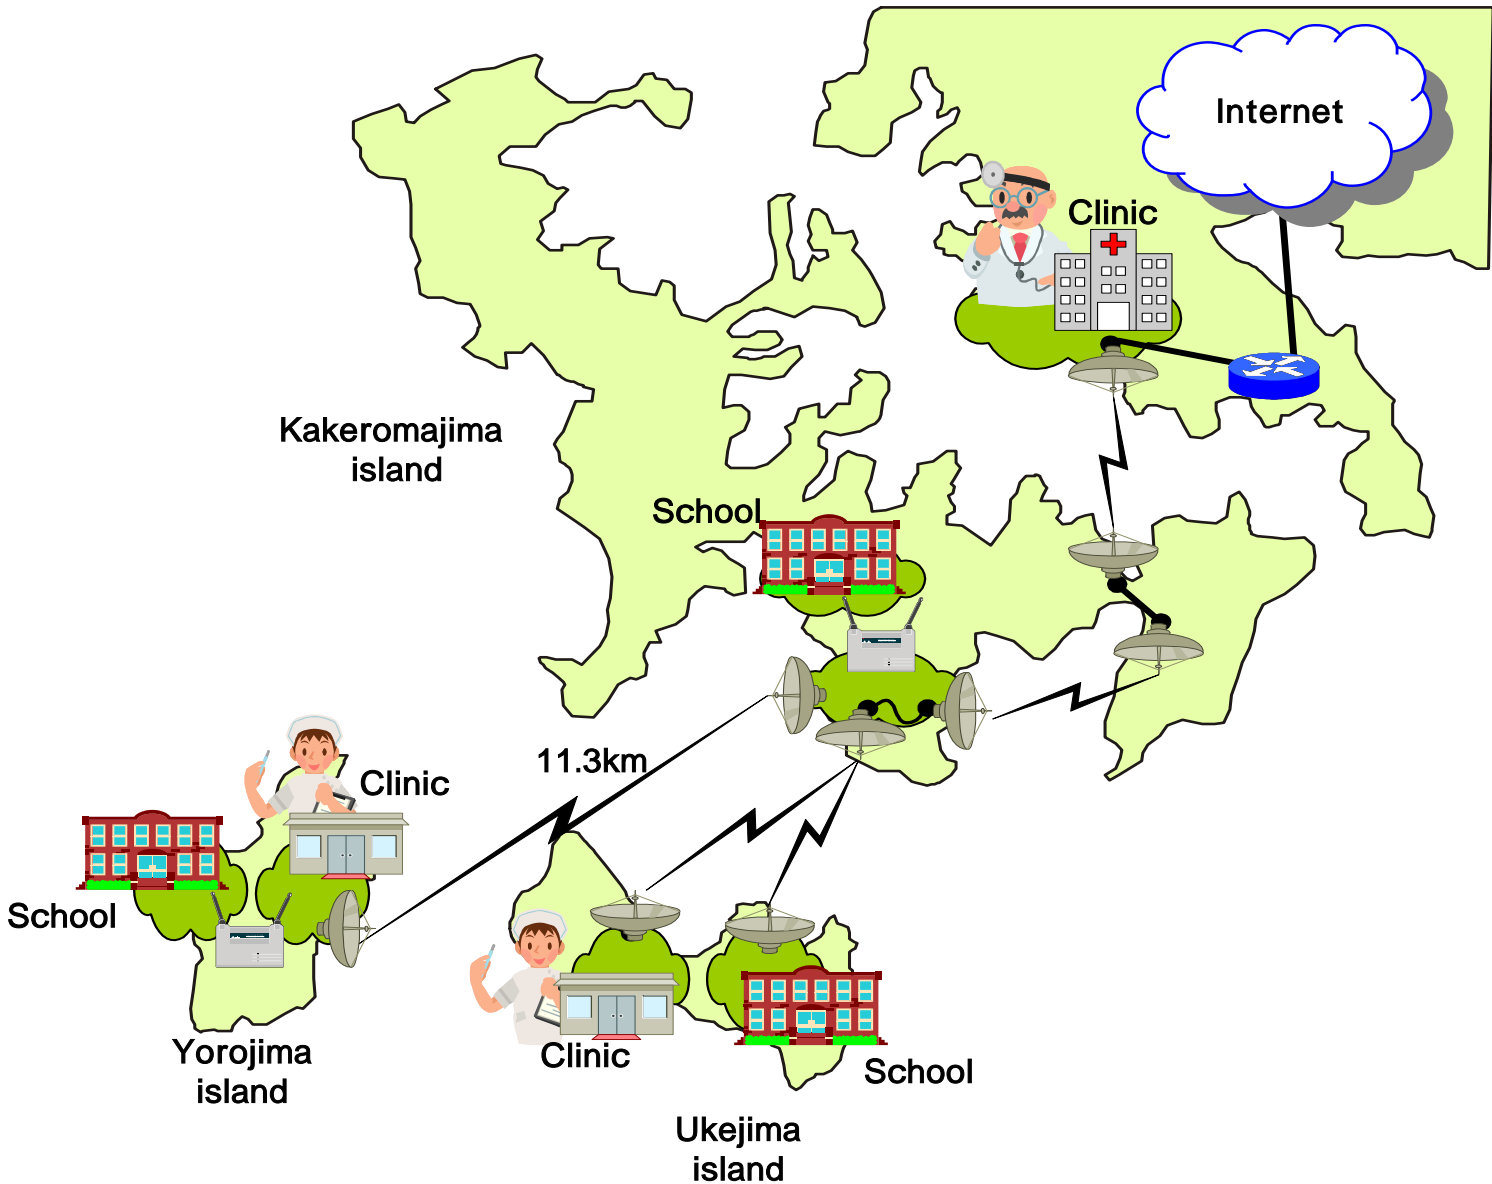 Internet
Clinic
Kakeromajima
island
School
11.3km
Clinic
School
Yorojima
island
Clinic
School
Ukejima
island